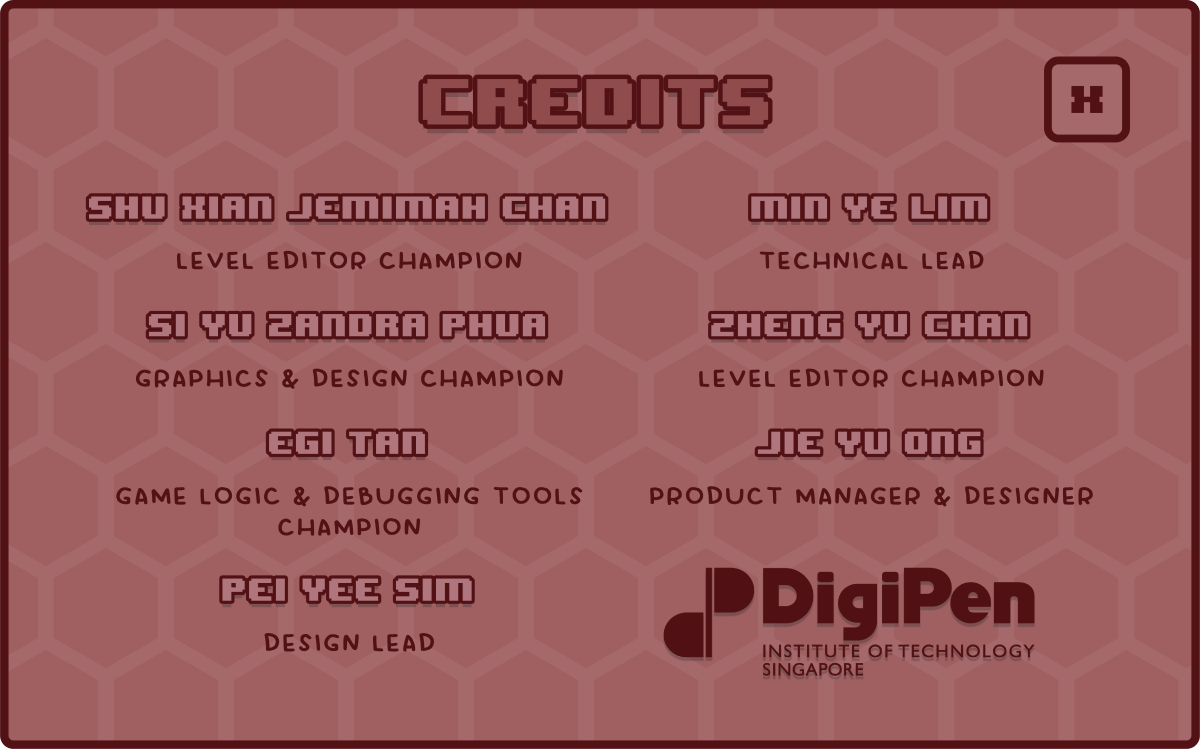 CREDITS
X
SHU XIAN JEMIMAH CHAN
LEVEL EDITOR CHAMPION
SI YU ZANDRA PHUA
GRAPHICS & DESIGN CHAMPION
EGI TAN
GAME LOGIC & DEBUGGING TOOLS
CHAMPION
PEI YEE SIM
DESIGN LEAD
MIN YE LIM
TECHNICAL LEAD
ZHENG YU CHAN
LEVEL EDITOR CHAMPION
JIE YU ONG
PRODUCT MANAGER & DESIGNER
DigiPen
INSTITUTE OF TECHNOLOGY
SINGAPORE